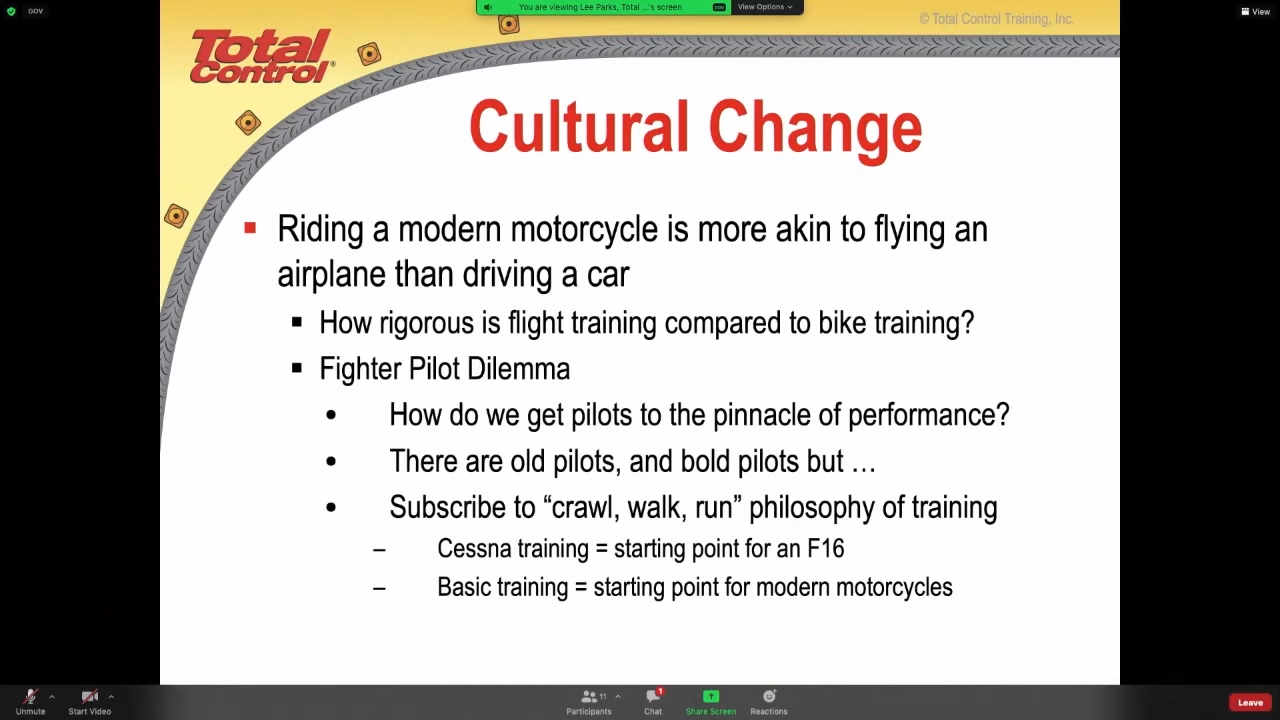 GOV
You are viewing Lee Parks, Total ...'s screen
GOV
View Options
View
© Total Control Training, Inc.
Total
Control®
Cultural Change
Riding a modern motorcycle is more akin to flying an
airplane than driving a car
How rigorous is flight training compared to bike training?
Fighter Pilot Dilemma
How do we get pilots to the pinnacle of performance?
There are old pilots, and bold pilots but …
Subscribe to “crawl, walk, run” philosophy of training
– Cessna training = starting point for an F16
– Basic training = starting point for modern motorcycles
Unmute
Start Video
11
Participants
1
Chat
Share Screen
Reactions
Leave